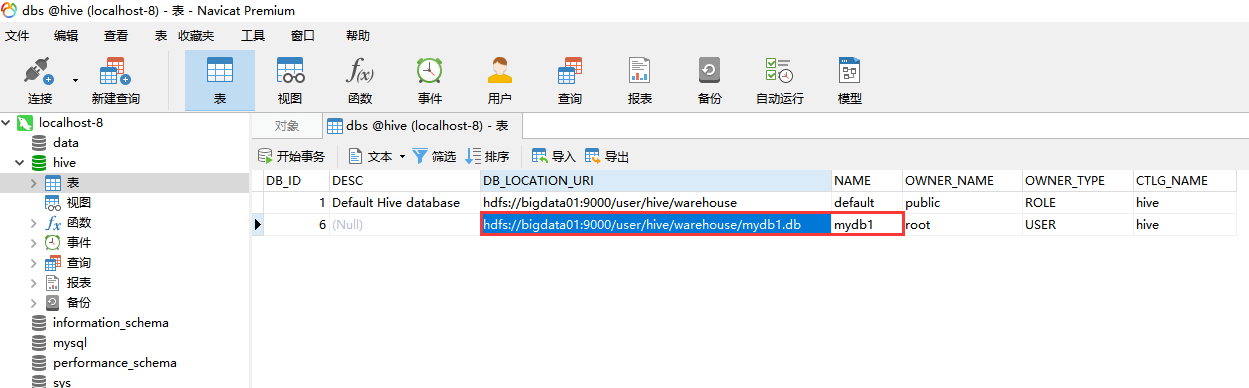 dbs @hive (localhost-8) - 表 - Navicat Premium
文件 编辑 查看 表 收藏夹 工具 窗口 帮助
f(x)
连接 新建查询 表 视图 函数 事件 用户 查询 报表 备份 自动运行 模型
localhost-8
data
hive
表
视图
fx 函数
事件
查询
报表
备份
information_schema
mysql
performance_schema
sys
对象 dbs @hive (localhost-8) - 表
开始事务 文本 筛选 排序 导入 导出
DB_ID DESC DB_LOCATION_URI NAME OWNER_NAME OWNER_TYPE CTLG_NAME
1 Default Hive database hdfs://bigdata01:9000/user/hive/warehouse default public ROLE hive
6 (Null) hdfs://bigdata01:9000/user/hive/warehouse/mydb1.db mydb1 root USER hive